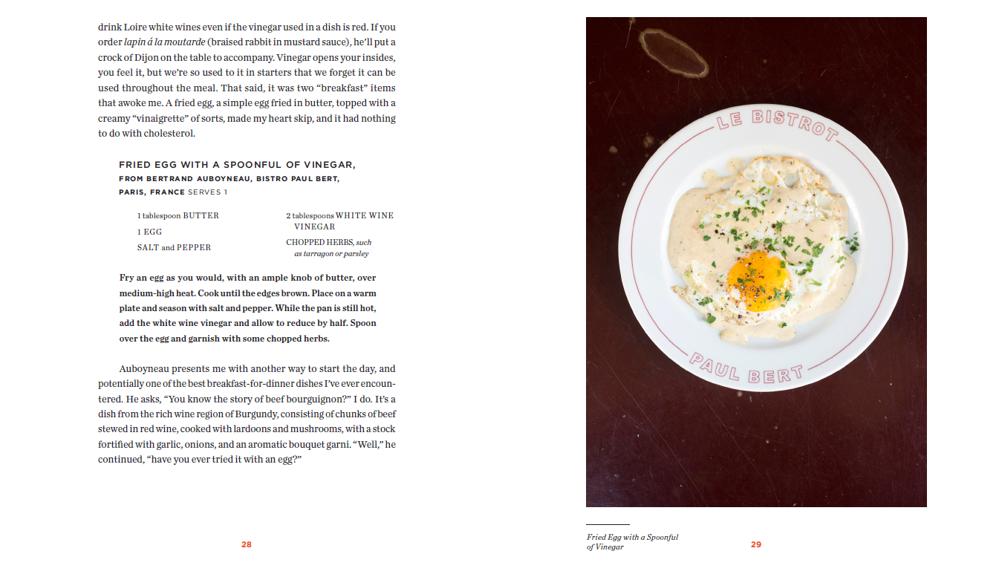 drink Loire white wines even if the vinegar used in a dish is red. If you
order lapin á la moutarde (braised rabbit in mustard sauce), he’ll put a
crock of Dijon on the table to accompany. Vinegar opens your insides,
you feel it, but we’re so used to it in starters that we forget it can be
used throughout the meal. That said, it was two “breakfast” items
that awoke me. A fried egg, a simple egg fried in butter, topped with a
creamy “vinaigrette” of sorts, made my heart skip, and it had nothing
to do with cholesterol.
FRIED EGG WITH A SPOONFUL OF VINEGAR,
FROM BERTRAND AUBOYNEAU, BISTRO PAUL BERT,
PARIS, FRANCE SERVES 1
1 tablespoon BUTTER
1 EGG
SALT and PEPPER
2 tablespoons WHITE WINE
VINEGAR
CHOPPED HERBS, such
as tarragon or parsley
Fry an egg as you would, with an ample knob of butter, over
medium-high heat. Cook until the edges brown. Place on a warm
plate and season with salt and pepper. While the pan is still hot,
add the white wine vinegar and allow to reduce by half. Spoon
over the egg and garnish with some chopped herbs.
Auboyneau presents me with another way to start the day, and
potentially one of the best breakfast-for-dinner dishes I’ve ever encoun-
tered. He asks, “You know the story of beef bourguignon?” I do. It’s a
dish from the rich wine region of Burgundy, consisting of chunks of beef
stewed in red wine, cooked with lardoons and mushrooms, with a stock
fortified with garlic, onions, and an aromatic bouquet garni. “Well,” he
continued, “have you ever tried it with an egg?”
28
LE BISTROT
PAUL BERT
Fried Egg with a Spoonful
of Vinegar
29